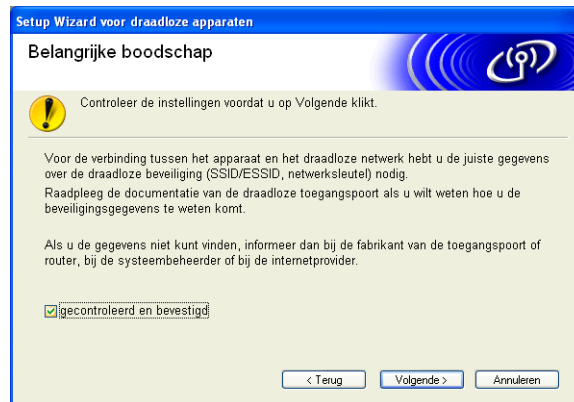 Setup Wizard voor draadloze apparaten
Belangrijke boodschap
Controleer de instellingen voordat u op Volgende klikt.
Voor de verbinding tussen het apparaat en het draadloze netwerk hebt u de juiste gegevens
over de draadloze beveiliging (SSID/ESSID, netwerksleutel) nodig.
Raadpleeg de documentatie van de draadloze toegangspoort als u wilt weten hoe u de
beveiligingsgegevens te weten komt.
Als u de gegevens niet kunt vinden, informeer dan bij de fabrikant van de toegangspoort of
router, bij de systeembeheerder of bij de internetprovider.
gecontroleerd en bevestigd
< Terug
Volgende >
Annuleren